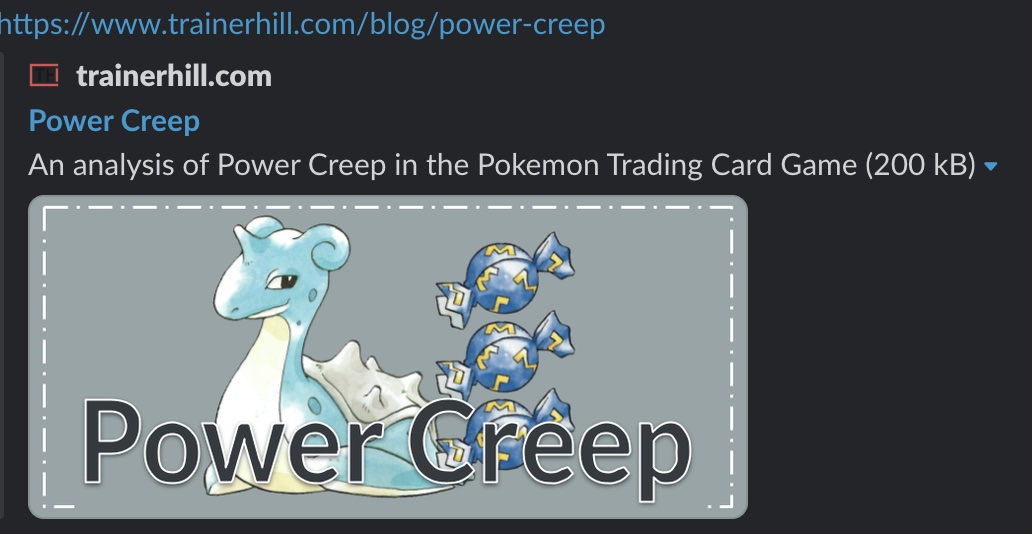 https://www.trainerhill.com/blog/power-creep
TH
trainerhill.com
Power Creep
An analysis of Power Creep in the Pokemon Trading Card Game (200 kB)
Power Creep